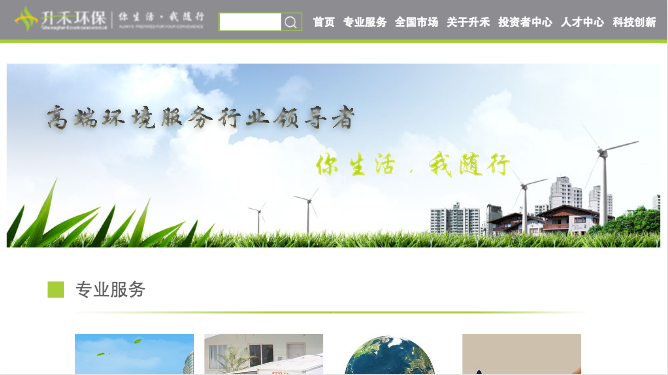 升禾环保 你生活·我随行
首页 专业服务 全国市场 关于升禾 投资者中心 人才中心 科技创新
高端环境服务行业领导者
你生活，我随行
专业服务